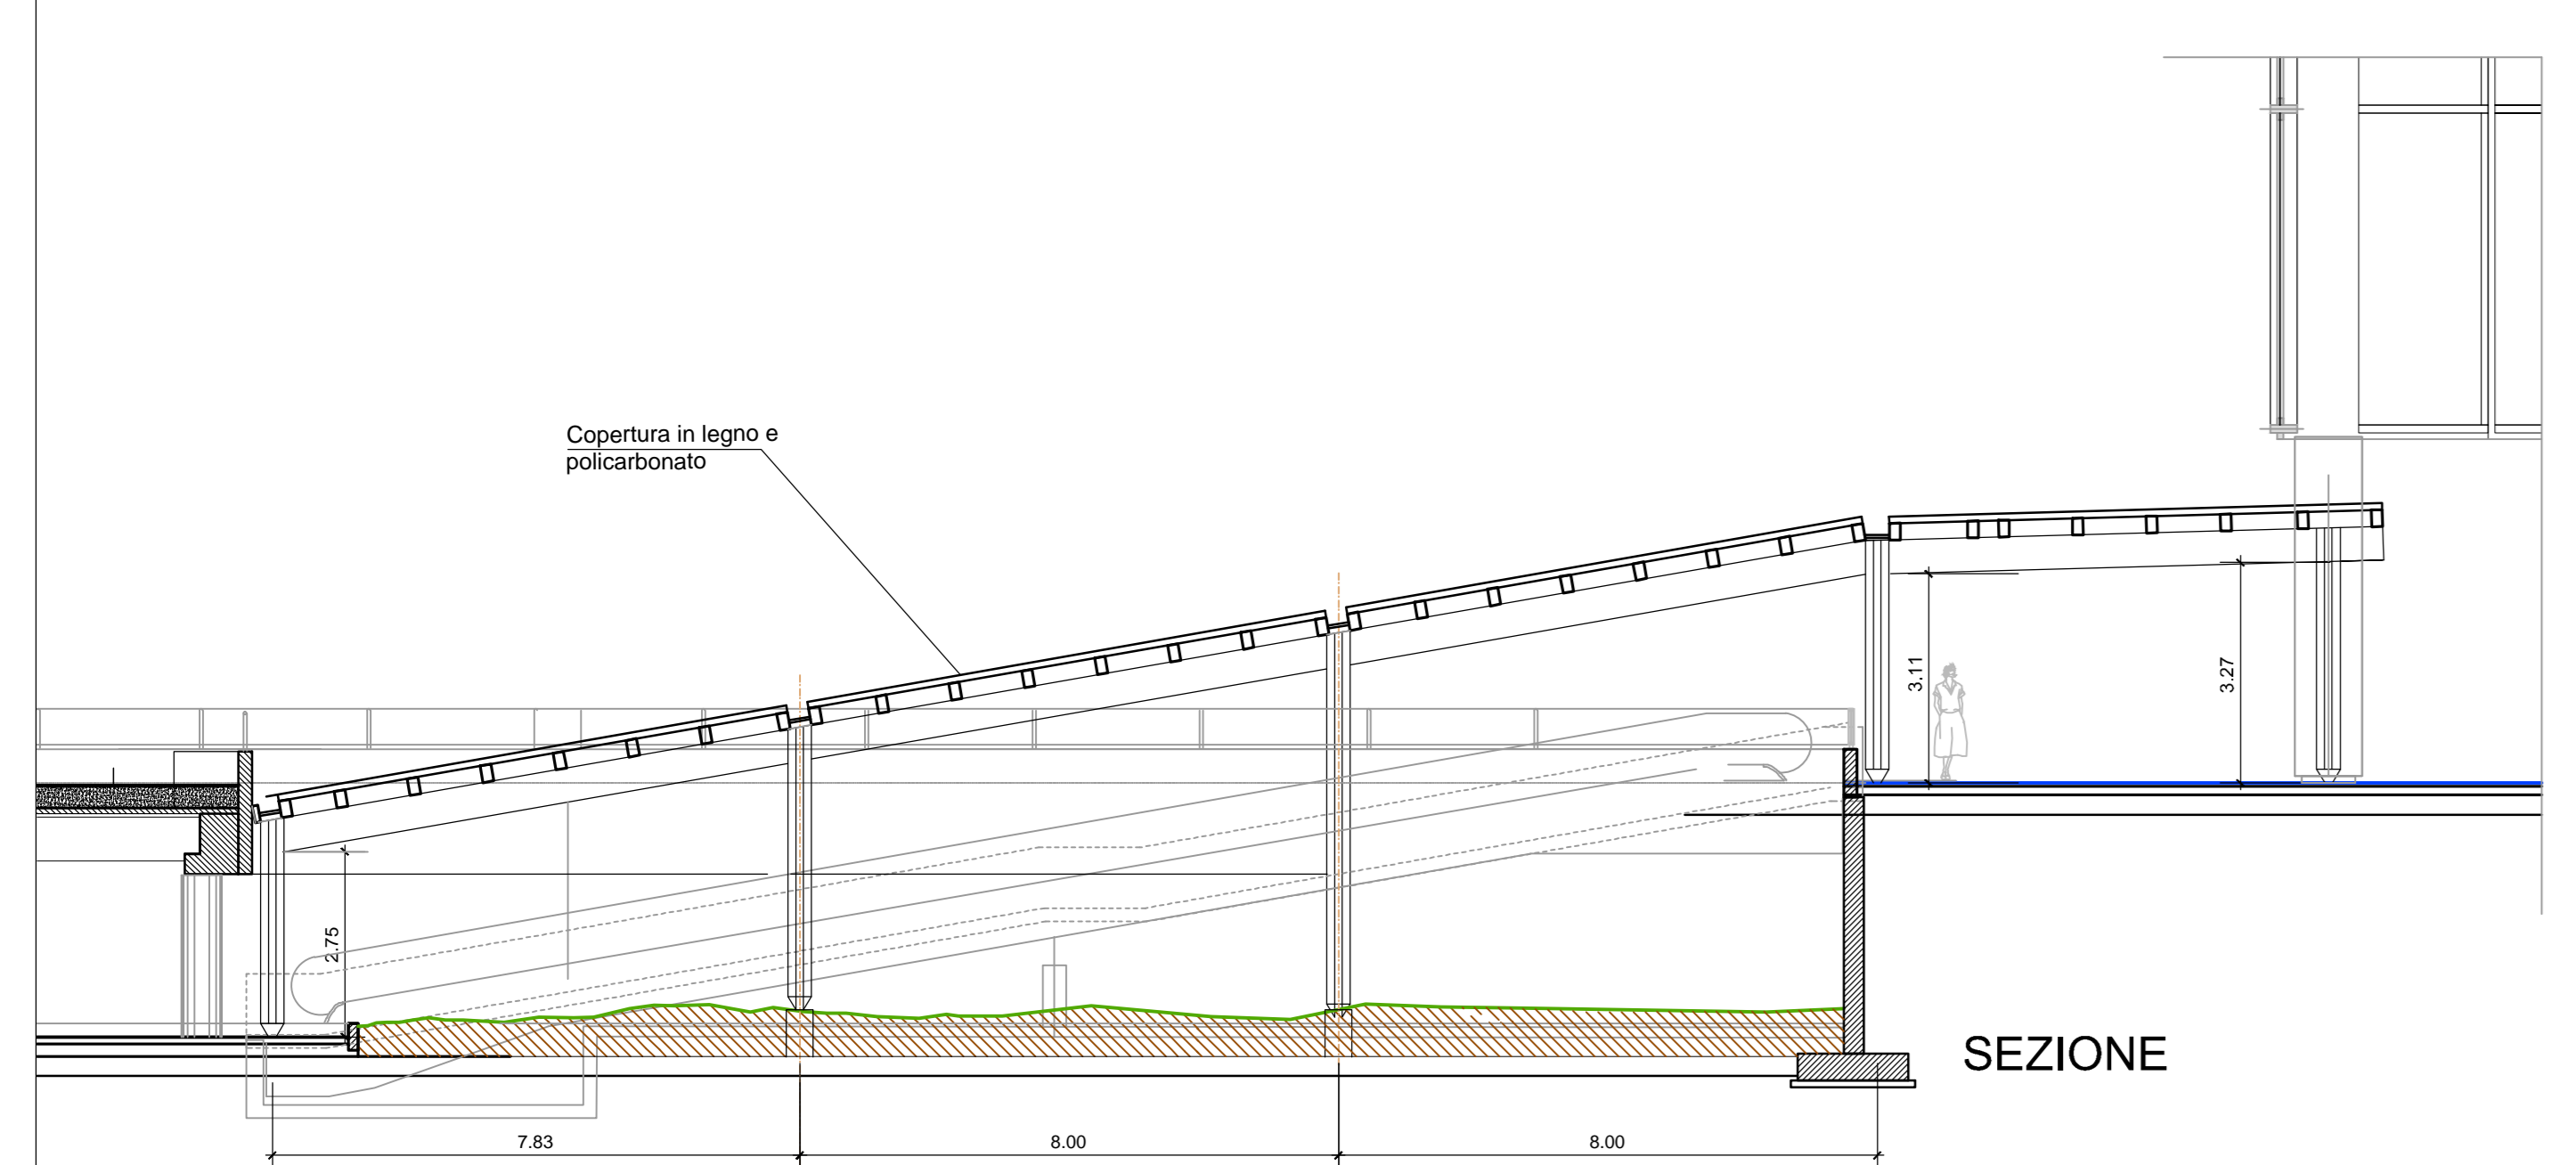 Copertura in legno e
policarbonato
3.11
3.27
2.75
SEZIONE
7.83
8.00
8.00